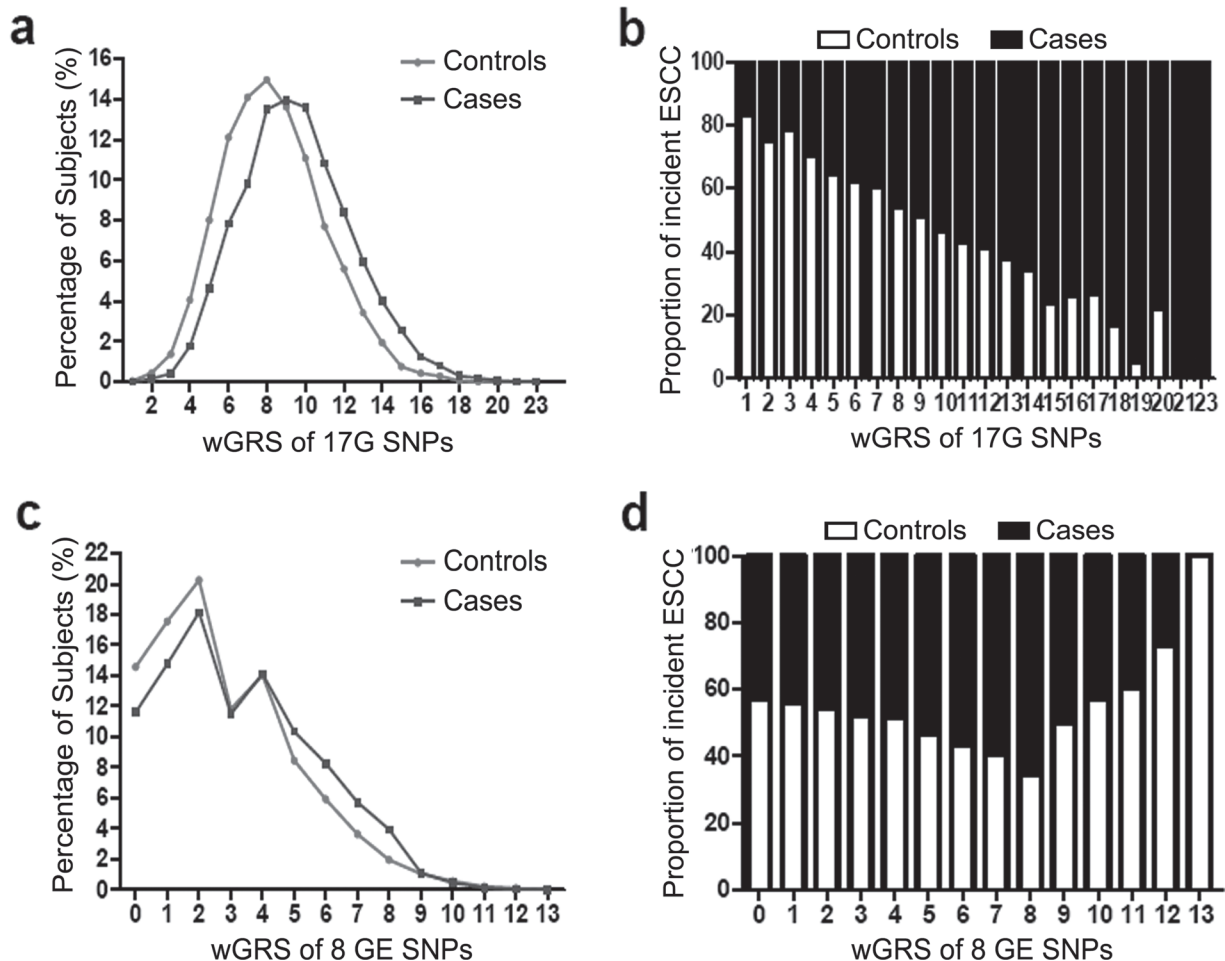 a
Percentage of Subjects (%)
16
14
12
10
8
6
4
2
0
Controls
Cases
2 4 6 8 10 12 14 16 18 20 23
wGRS of 17G SNPs
b
Controls Cases
Proportion of incident ESCC
100
80
60
40
20
0
1 2 3 4 5 6 7 8 9 10 11 12 13 14 15 16 17 18 19 20 21 23
wGRS of 17G SNPs
c
Percentage of Subjects (%)
22
20
18
16
14
12
10
8
6
4
2
0
Controls
Cases
0 1 2 3 4 5 6 7 8 9 10 11 12 13
wGRS of 8 GE SNPs
d
Controls Cases
Proportion of incident ESCC
100
80
60
40
20
0
0 1 2 3 4 5 6 7 8 9 10 11 12 13
wGRS of 8 GE SNPs